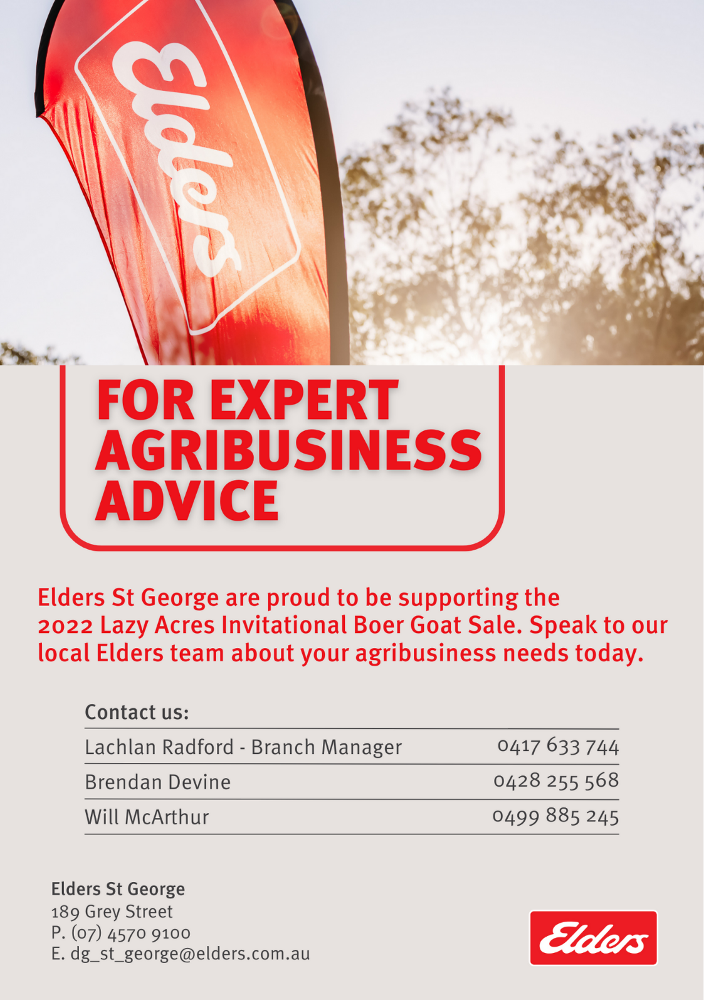 Elders
FOR EXPERT
AGRIBUSINESS
ADVICE
Elders St George are proud to be supporting the
2022 Lazy Acres Invitational Boer Goat Sale. Speak to our
local Elders team about your agribusiness needs today.
Contact us:
Lachlan Radford - Branch Manager 0417 633 744
Brendan Devine 0428 255 568
Will McArthur 0499 885 245
Elders St George
189 Grey Street
P. (07) 4570 9100
E. dg_st_george@elders.com.au
Elders